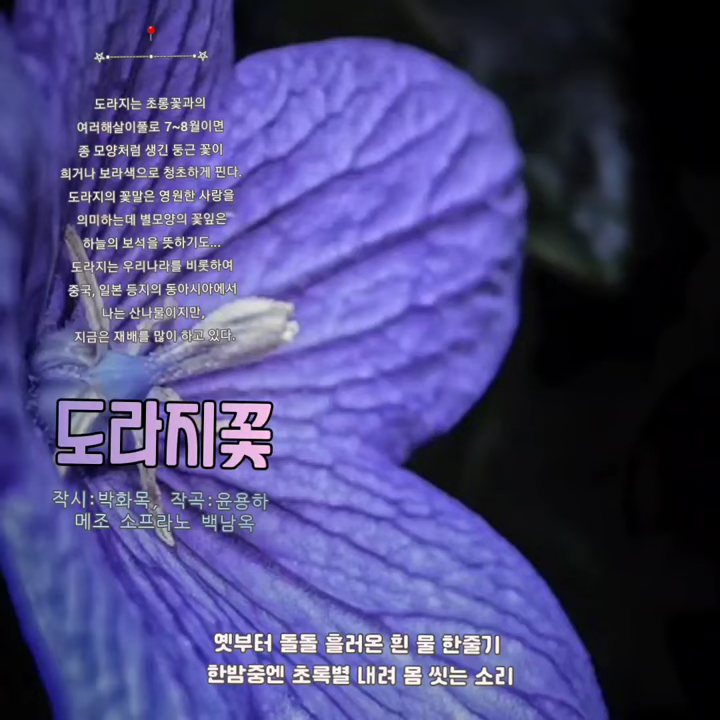 도라지는 초롱꽃과의
여러해살이풀로 7~8월이면
종 모양처럼 생긴 둥근 꽃이
희거나 보라색으로 청초하게 핀다.
도라지의 꽃말은 영원한 사랑을
의미하는데 별모양의 꽃잎은
하늘의 보석을 뜻하기도...
도라지는 우리나라를 비롯하여
중국, 일본 등지의 동아시아에서
나는 산나물이지만,
지금은 재배를 많이 하고 있다.
도라지꽃
작시:박화목, 작곡:윤용하
메조 소프라노 백남옥
옛부터 돌돌 흘러온 흰 물 한줄기
한밤중엔 초록별 내려 몸 씻는 소리